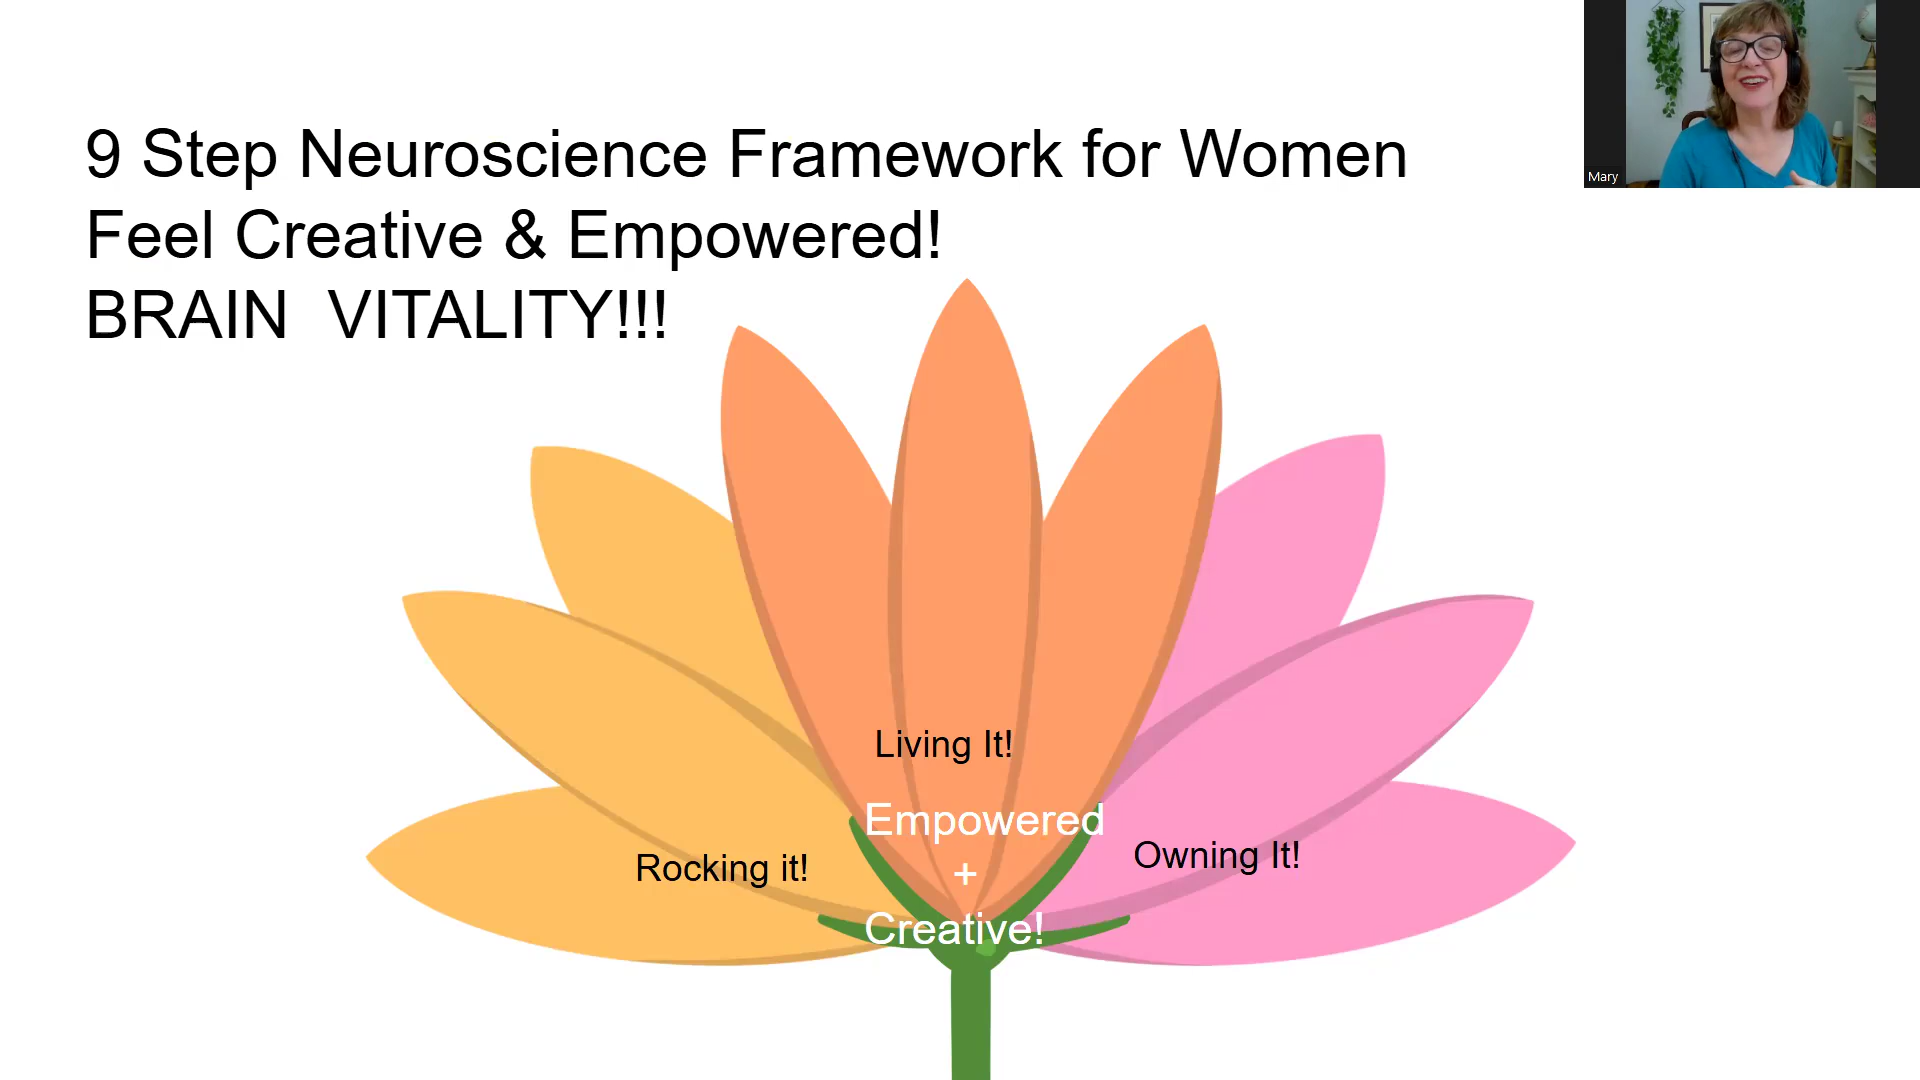 9 Step Neuroscience Framework for Women
Feel Creative & Empowered!
BRAIN  VITALITY!!!
Mary
Living It!
Empowered
+
Creative!
Rocking it!
Owning It!